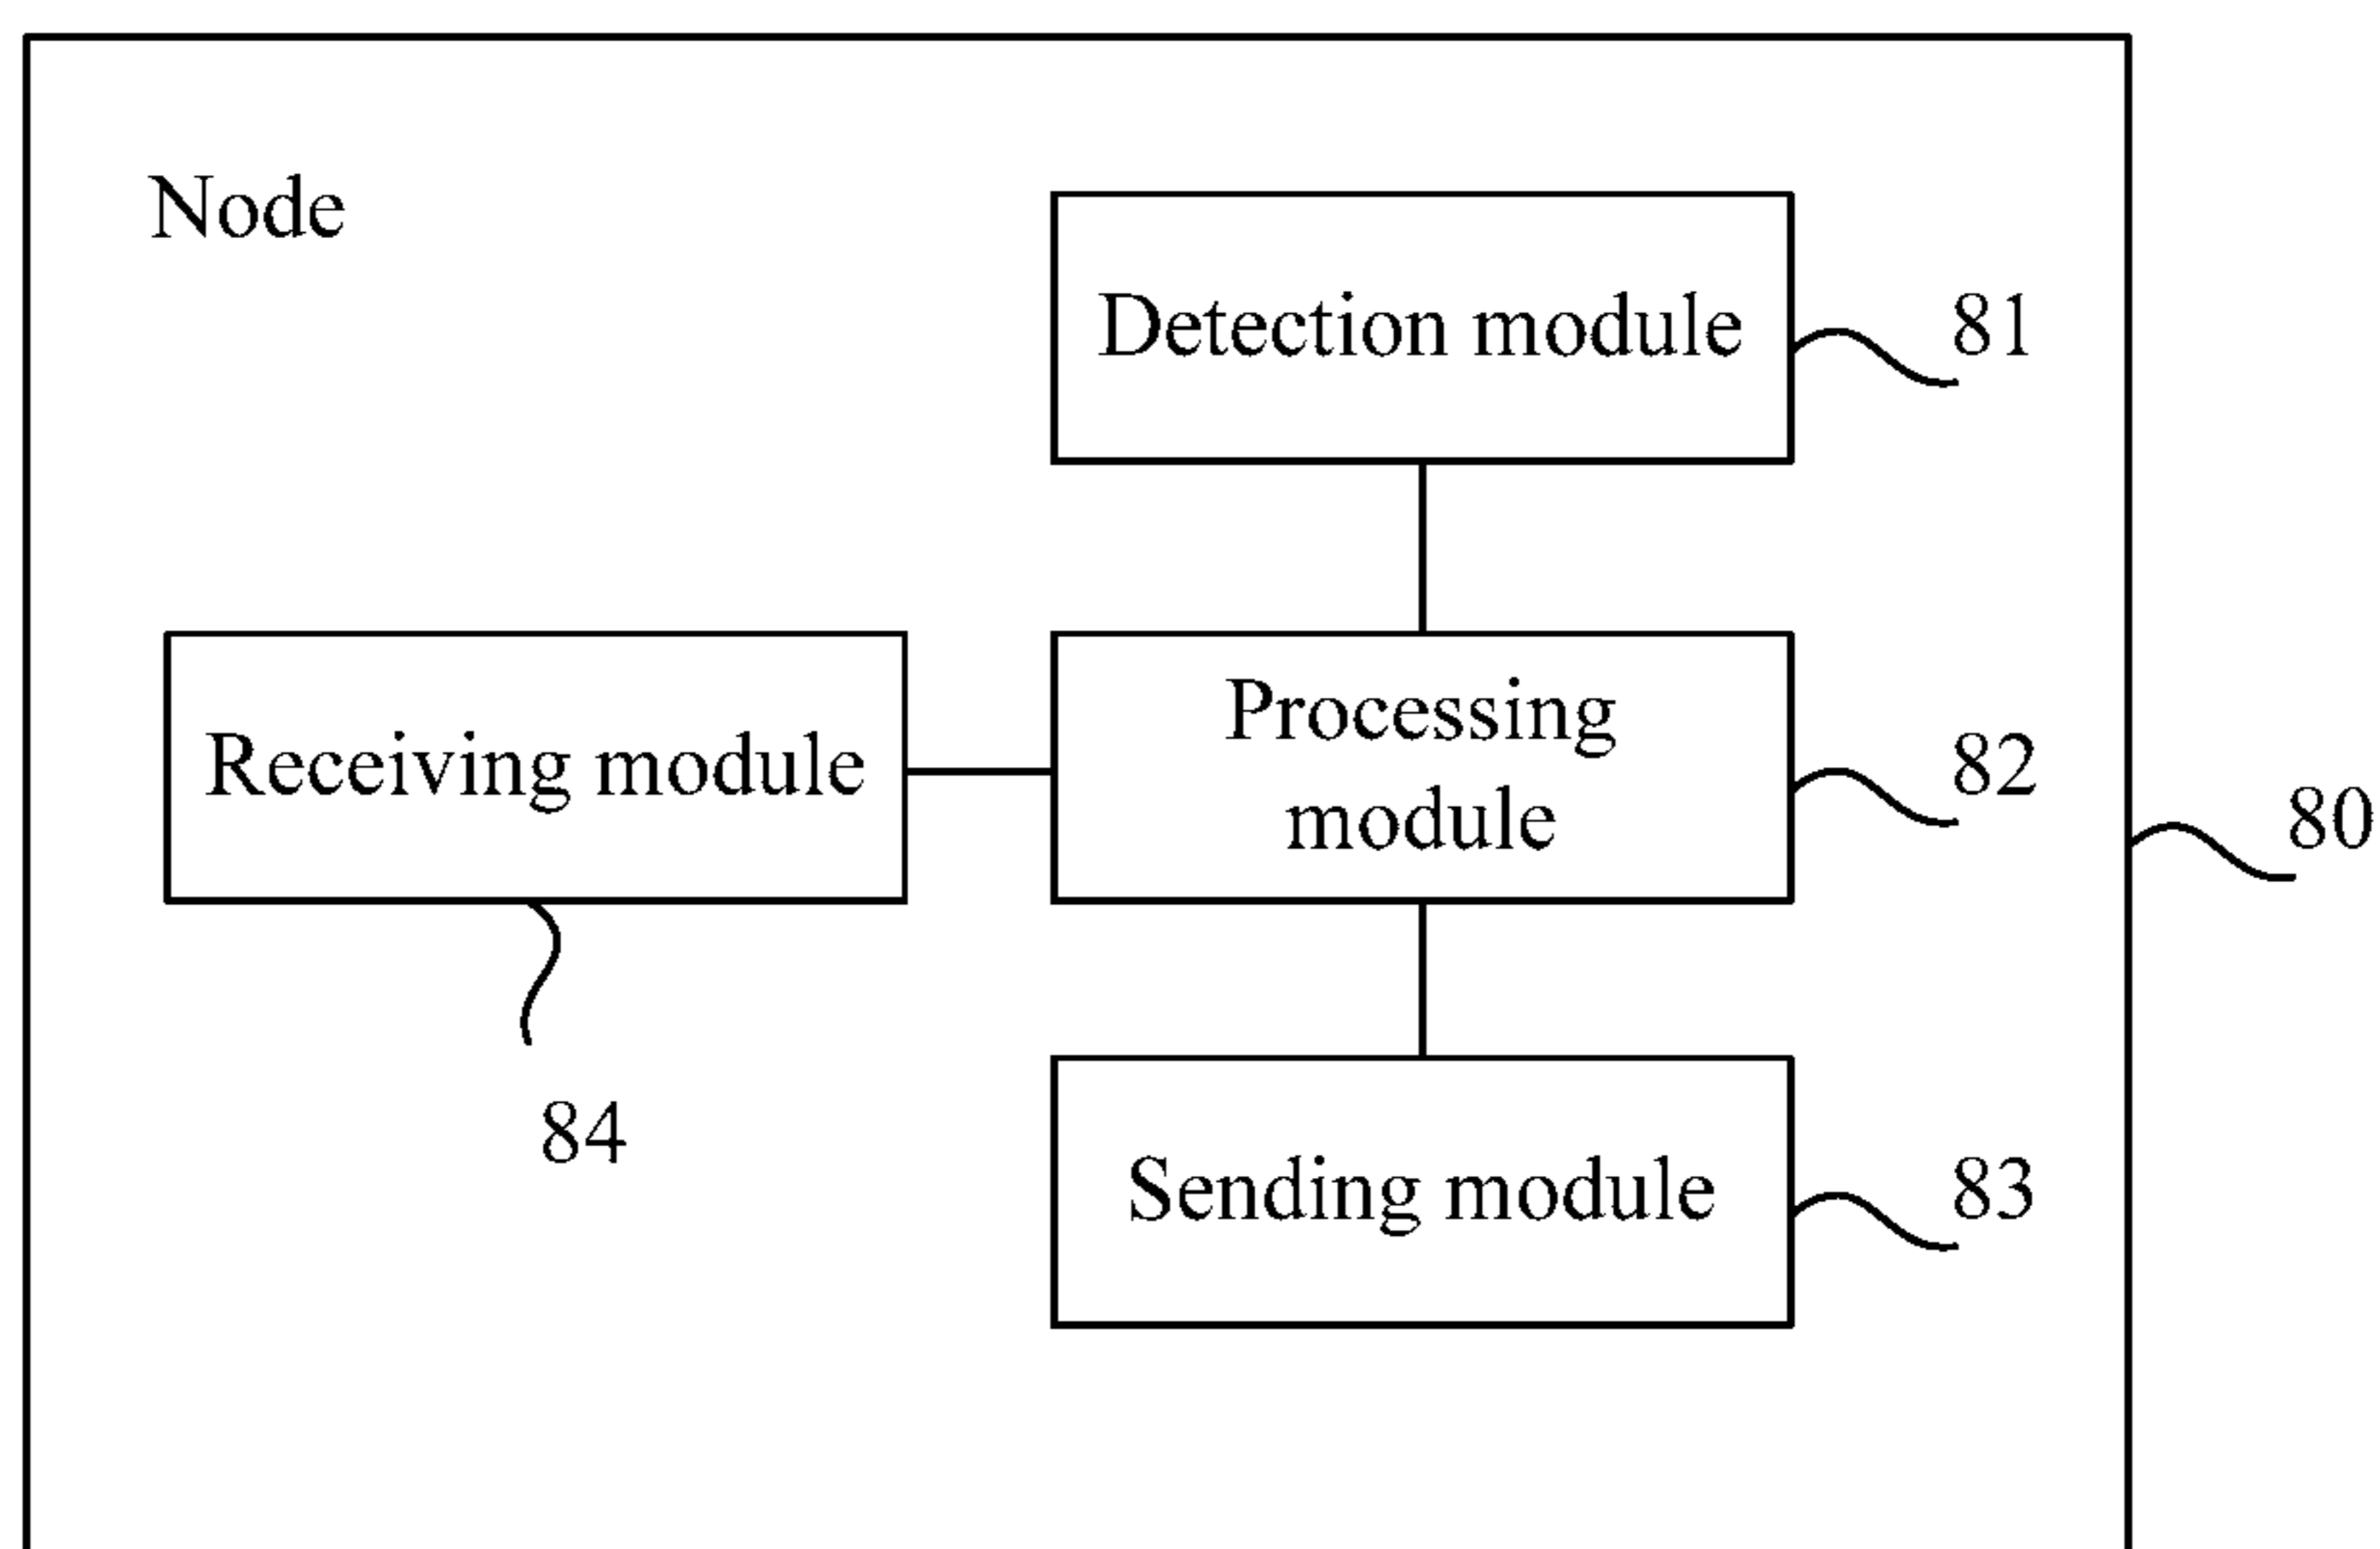 Node
Detection module
81
Receiving module
Processing
module
82
80
84
Sending module
83